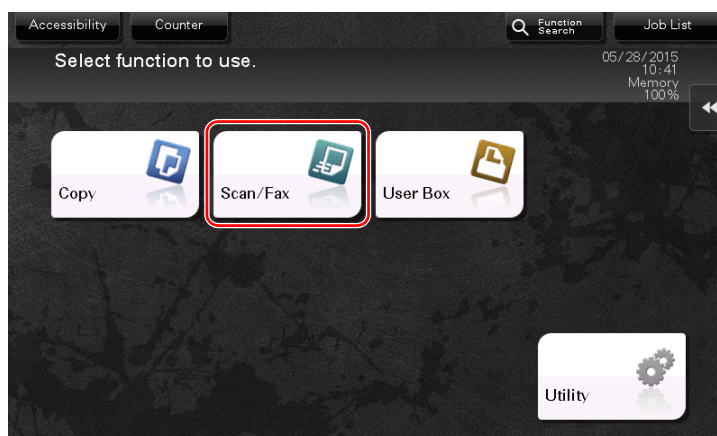 Accessibility
Counter
Function
Search
Job List
Select function to use.
05/28/2015
10:41
Memory
100%
Copy
Scan/Fax
User Box
Utility